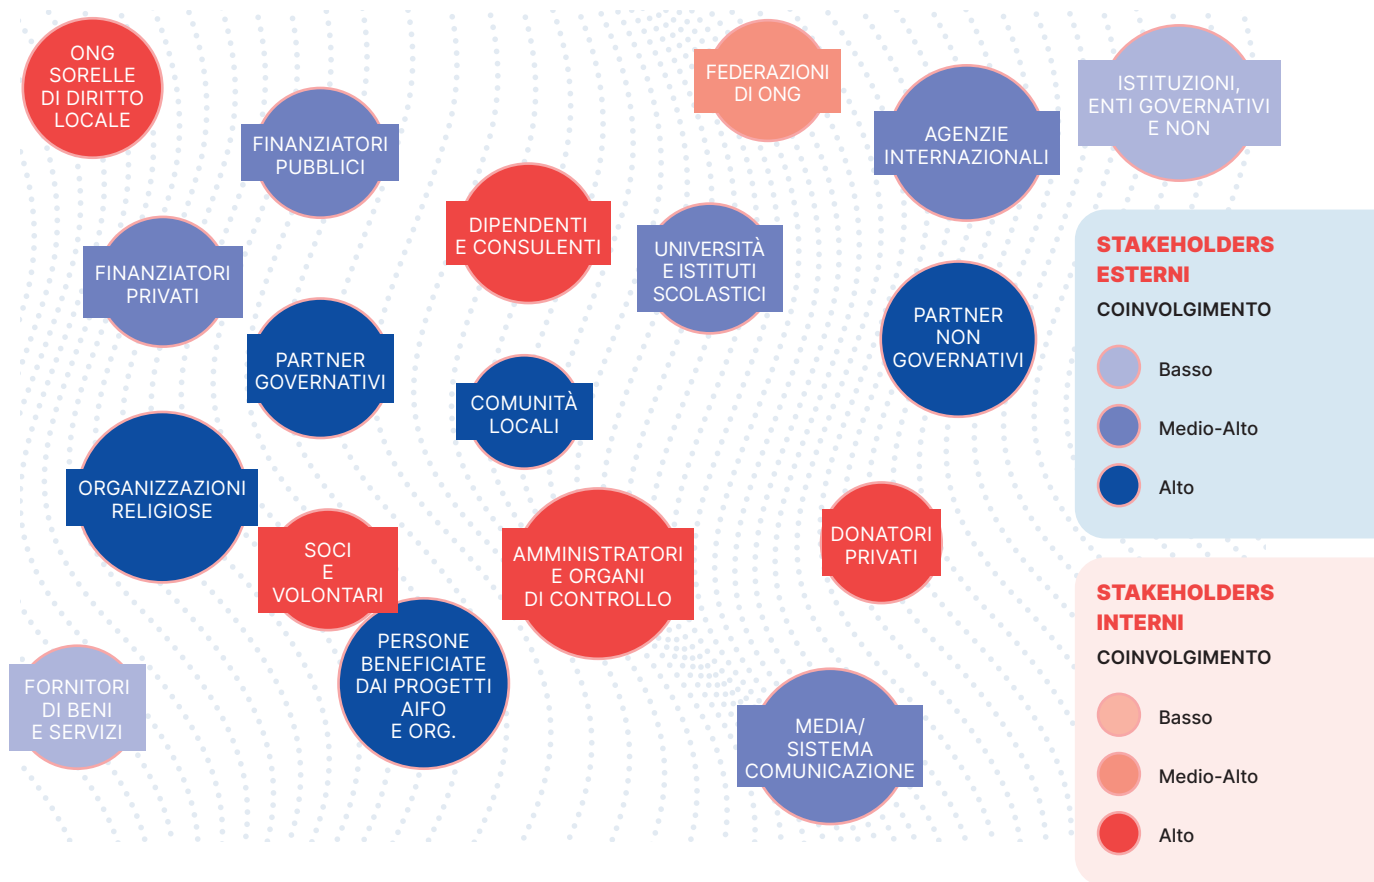 ONG
SORELLE
DI DIRITTO
LOCALE
FINANZIATORI
PUBBLICI
FEDERAZIONI
DI ONG
AGENZIE
INTERNAZIONALI
ISTITUZIONI,
ENTI GOVERNATIVI
E NON
FINANZIATORI
PRIVATI
DIPENDENTI
E CONSULENTI
UNIVERSITÀ
E ISTITUTI
SCOLASTICI
PARTNER
GOVERNATIVI
COMUNITÀ
LOCALI
PARTNER
NON
GOVERNATIVI
ORGANIZZAZIONI
RELIGIOSE
SOCI
E
VOLONTARI
AMMINISTRATORI
E ORGANI
DI CONTROLLO
DONATORI
PRIVATI
FORNITORI
DI BENI
E SERVIZI
PERSONE
BENEFICIATE
DAI PROGETTI
AIFO
E ORG.
MEDIA/
SISTEMA
COMUNICAZIONE
STAKEHOLDERS
ESTERNI
COINVOLGIMENTO
Basso
Medio-Alto
Alto
STAKEHOLDERS
INTERNI
COINVOLGIMENTO
Basso
Medio-Alto
Alto